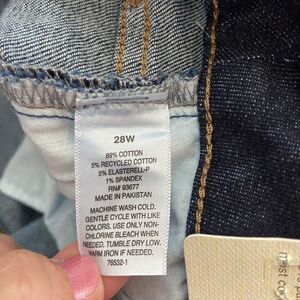 28W
89% COTTON
5% RECYCLED COTTON
5% ELASTERELL-P
1% SPANDEX
RN# 93677
MADE IN PAKISTAN
MACHINE WASH COLD.
GENTLE CYCLE WITH LIKE
COLORS. USE ONLY NON-
CHLORINE BLEACH WHEN
NEEDED. TUMBLE DRY LOW.
WARM IRON IF NEEDED.
76532-1